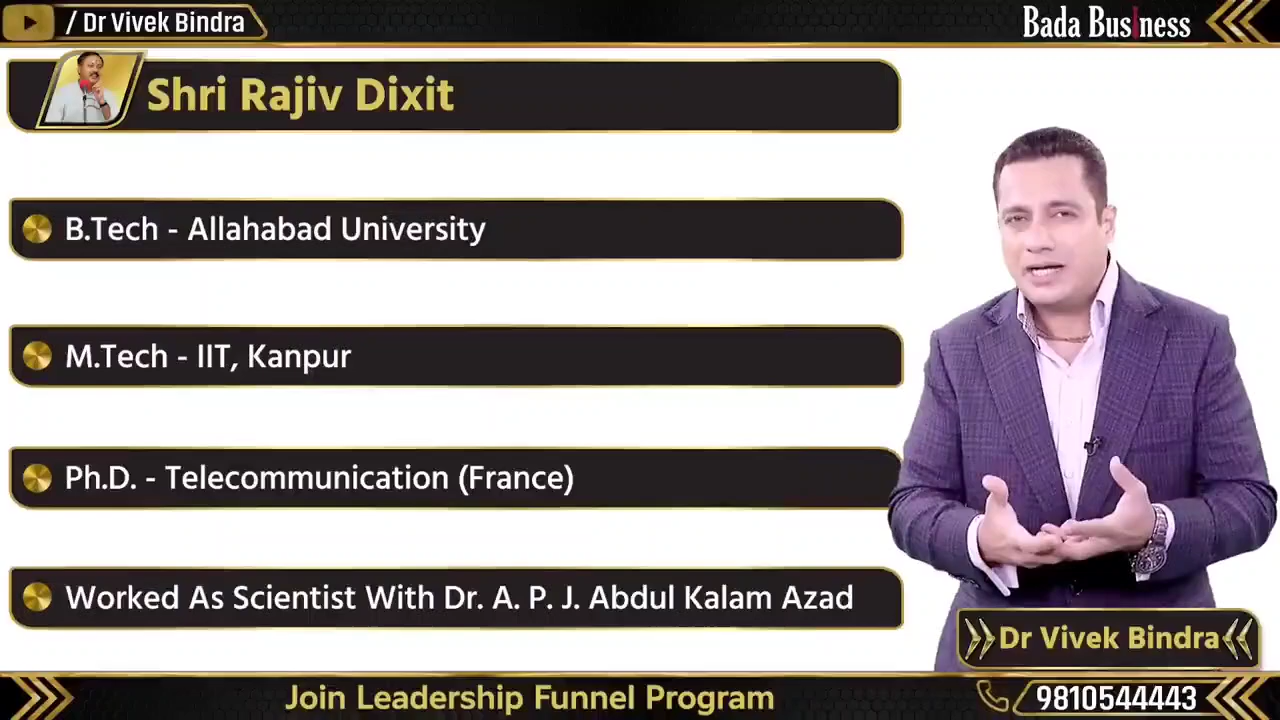 / Dr Vivek Bindra
Bada Business
Shri Rajiv Dixit
B.Tech - Allahabad University
M.Tech - IIT, Kanpur
Ph.D. - Telecommunication (France)
Worked As Scientist With Dr. A. P. J. Abdul Kalam Azad
Dr Vivek Bindra
Join Leadership Funnel Program
9810544443